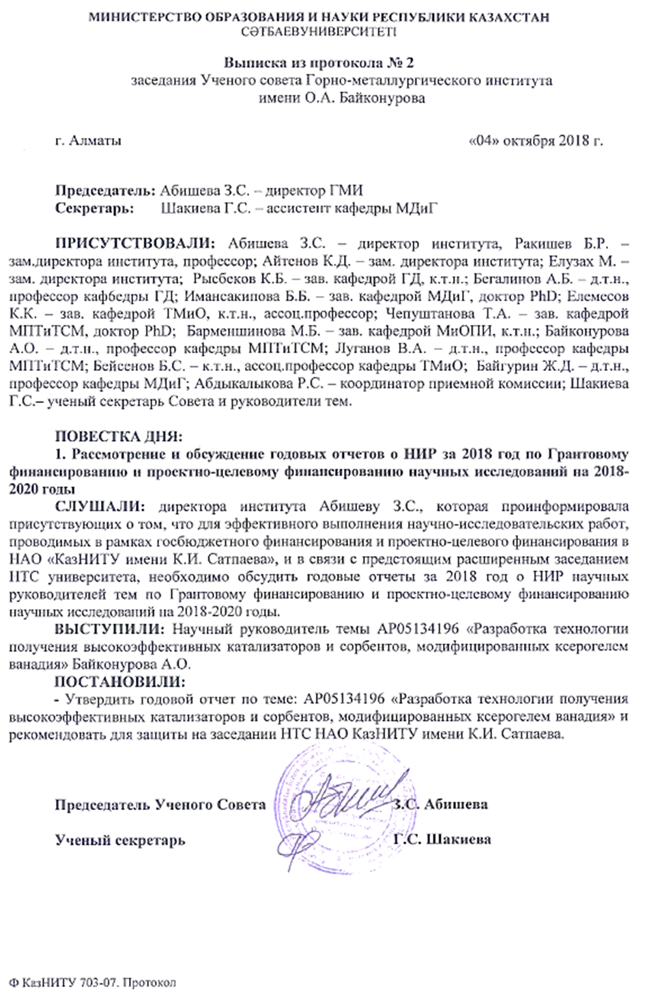 МИНИСТЕРСТВО ОБРАЗОВАНИЯ И НАУКИ РЕСПУБЛИКИ КАЗАХСТАН
СӘТБАЕВУНИВЕРСИТЕТІ
Выписка из протокола № 2
заседания Ученого совета Горно-металлургического института
имени О.А. Байконурова
г. Алматы «04» октября 2018 г.
Председатель: Абишева З.С. – директор ГМИ
Секретарь: Шакиева Г.С. – ассистент кафедры МДиГ
ПРИСУТСТВОВАЛИ: Абишева З.С. – директор института, Ракишев Б.Р. –
зам.директора института, профессор; Айтенов К.Д. – зам. директора института; Елузах М. –
зам. директора института; Рысбеков К.Б. – зав. кафедрой ГД, к.т.н.; Бегалинов А.Б. – д.т.н.,
профессор кафбедры ГД; Имансакипова Б.Б. – зав. кафедрой МДиГ, доктор PhD; Елемесов
К.К. – зав. кафедрой ТМиО, к.т.н., ассоц.профессор; Чепуштанова Т.А. – зав. кафедрой
МПТиТСМ, доктор PhD; Барменшинова М.Б. – зав. кафедрой МиОПИ, к.т.н.; Байконурова
А.О. – д.т.н., профессор кафедры МПТиТСМ; Луганов В.А. – д.т.н., профессор кафедры
МПТиТСМ; Бейсенов Б.С. – к.т.н., ассоц.профессор кафедры ТМиО; Байгурин Ж.Д. – д.т.н.,
профессор кафедры МДиГ; Абдыкалыкова Р.С. – координатор приемной комиссии; Шакиева
Г.С.– ученый секретарь Совета и руководители тем.
ПОВЕСТКА ДНЯ:
1. Рассмотрение и обсуждение годовых отчетов о НИР за 2018 год по Грантовому
финансированию и проектно-целевому финансированию научных исследований на 2018-
2020 годы
СЛУШАЛИ: директора института Абишеву З.С., которая проинформировала
присутствующих о том, что для эффективного выполнения научно-исследовательских работ,
проводимых в рамках госбюджетного финансирования и проектно-целевого финансирования в
НАО «КазНИТУ имени К.И. Сатпаева», и в связи с предстоящим расширенным заседанием
НТС университета, необходимо обсудить годовые отчеты за 2018 год о НИР научных
руководителей тем по Грантовому финансированию и проектно-целевому финансированию
научных исследований на 2018-2020 годы.
ВЫСТУПИЛИ: Научный руководитель темы АР05134196 «Разработка технологии
получения высокоэффективных катализаторов и сорбентов, модифицированных ксерогелем
ванадия» Байконурова А.О.
ПОСТАНОВИЛИ:
- Утвердить годовой отчет по теме: АР05134196 «Разработка технологии получения
высокоэффективных катализаторов и сорбентов, модифицированных ксерогелем ванадия» и
рекомендовать для защиты на заседании НТС НАО КазНИТУ имени К.И. Сатпаева.
Председатель Ученого Совета З.С. Абишева
Ученый секретарь Г.С. Шакиева
Ф КазНИТУ 703-07. Протокол